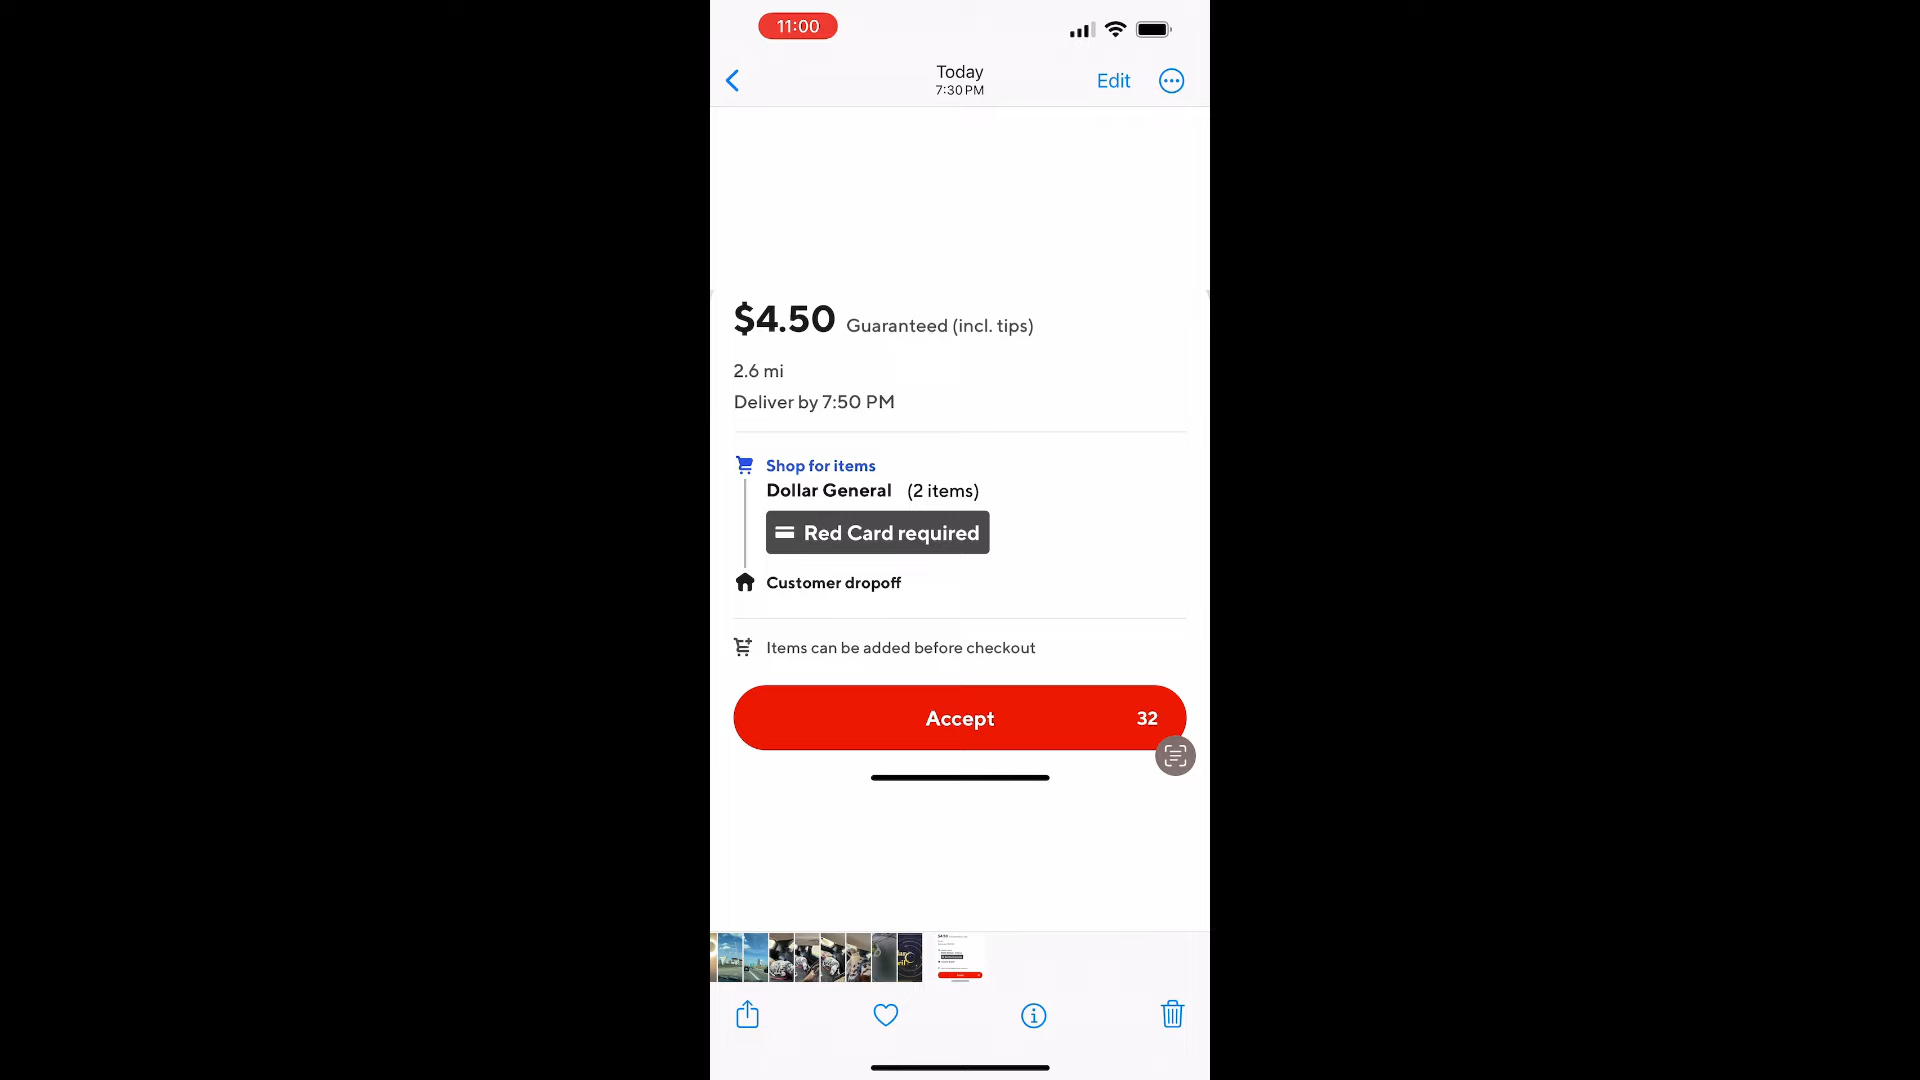 11:00
Today
7:30 PM
Edit
$4.50 Guaranteed (incl. tips)
2.6 mi
Deliver by 7:50 PM
Shop for items
Dollar General (2 items)
Red Card required
Customer dropoff
Items can be added before checkout
Accept 32